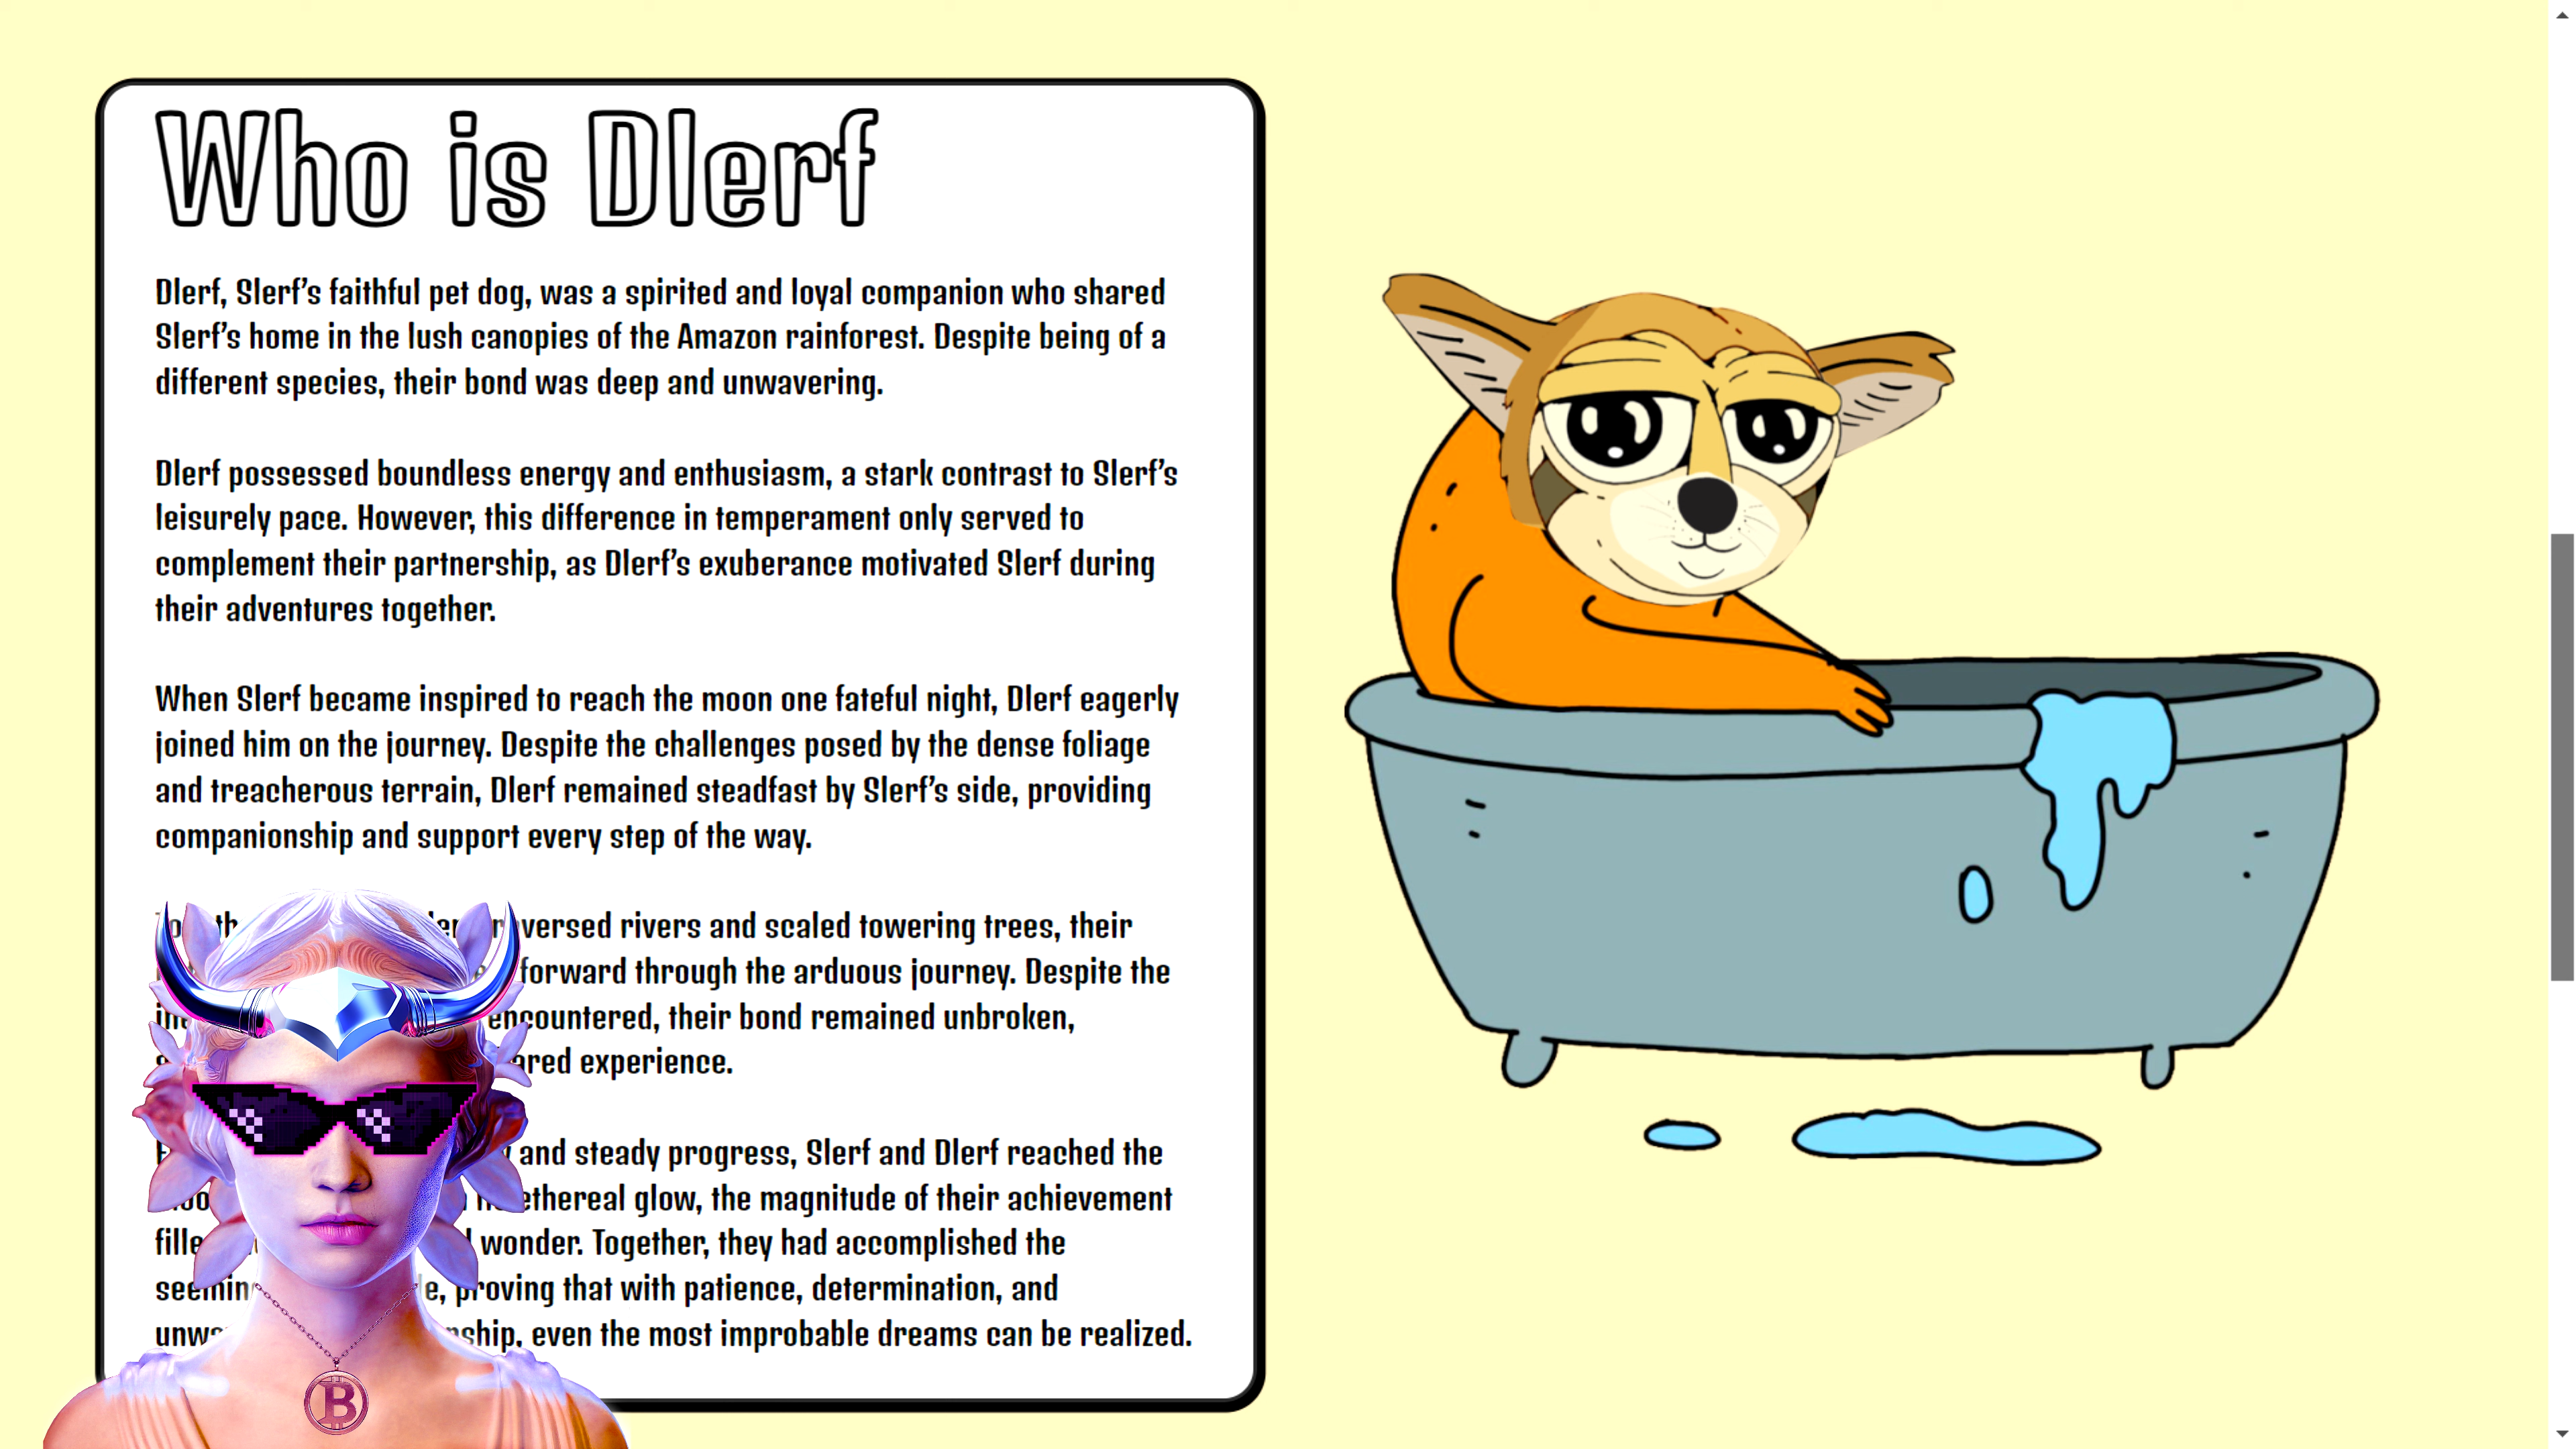 Who is Dlerf
Dlerf, Slerf's faithful pet dog, was a spirited and loyal companion who shared
Slerf's home in the lush canopies of the Amazon rainforest. Despite being of a
different species, their bond was deep and unwavering.
Dlerf possessed boundless energy and enthusiasm, a stark contrast to Slerf's
leisurely pace. However, this difference in temperament only served to
complement their partnership, as Dlerf's exuberance motivated Slerf during
their adventures together.
When Slerf became inspired to reach the moon one fateful night, Dlerf eagerly
joined him on the journey. Despite the challenges posed by the dense foliage
and treacherous terrain, Dlerf remained steadfast by Slerf's side, providing
companionship and support every step of the way.
rivers and scaled towering trees, their
forward through the arduous journey. Despite the
encountered, their bond remained unbroken,
experience.
and steady progress, Slerf and Dlerf reached the
ethereal glow, the magnitude of their achievement
wonder. Together, they had accomplished the
proving that with patience, determination, and
even the most improbable dreams can be realized.
B